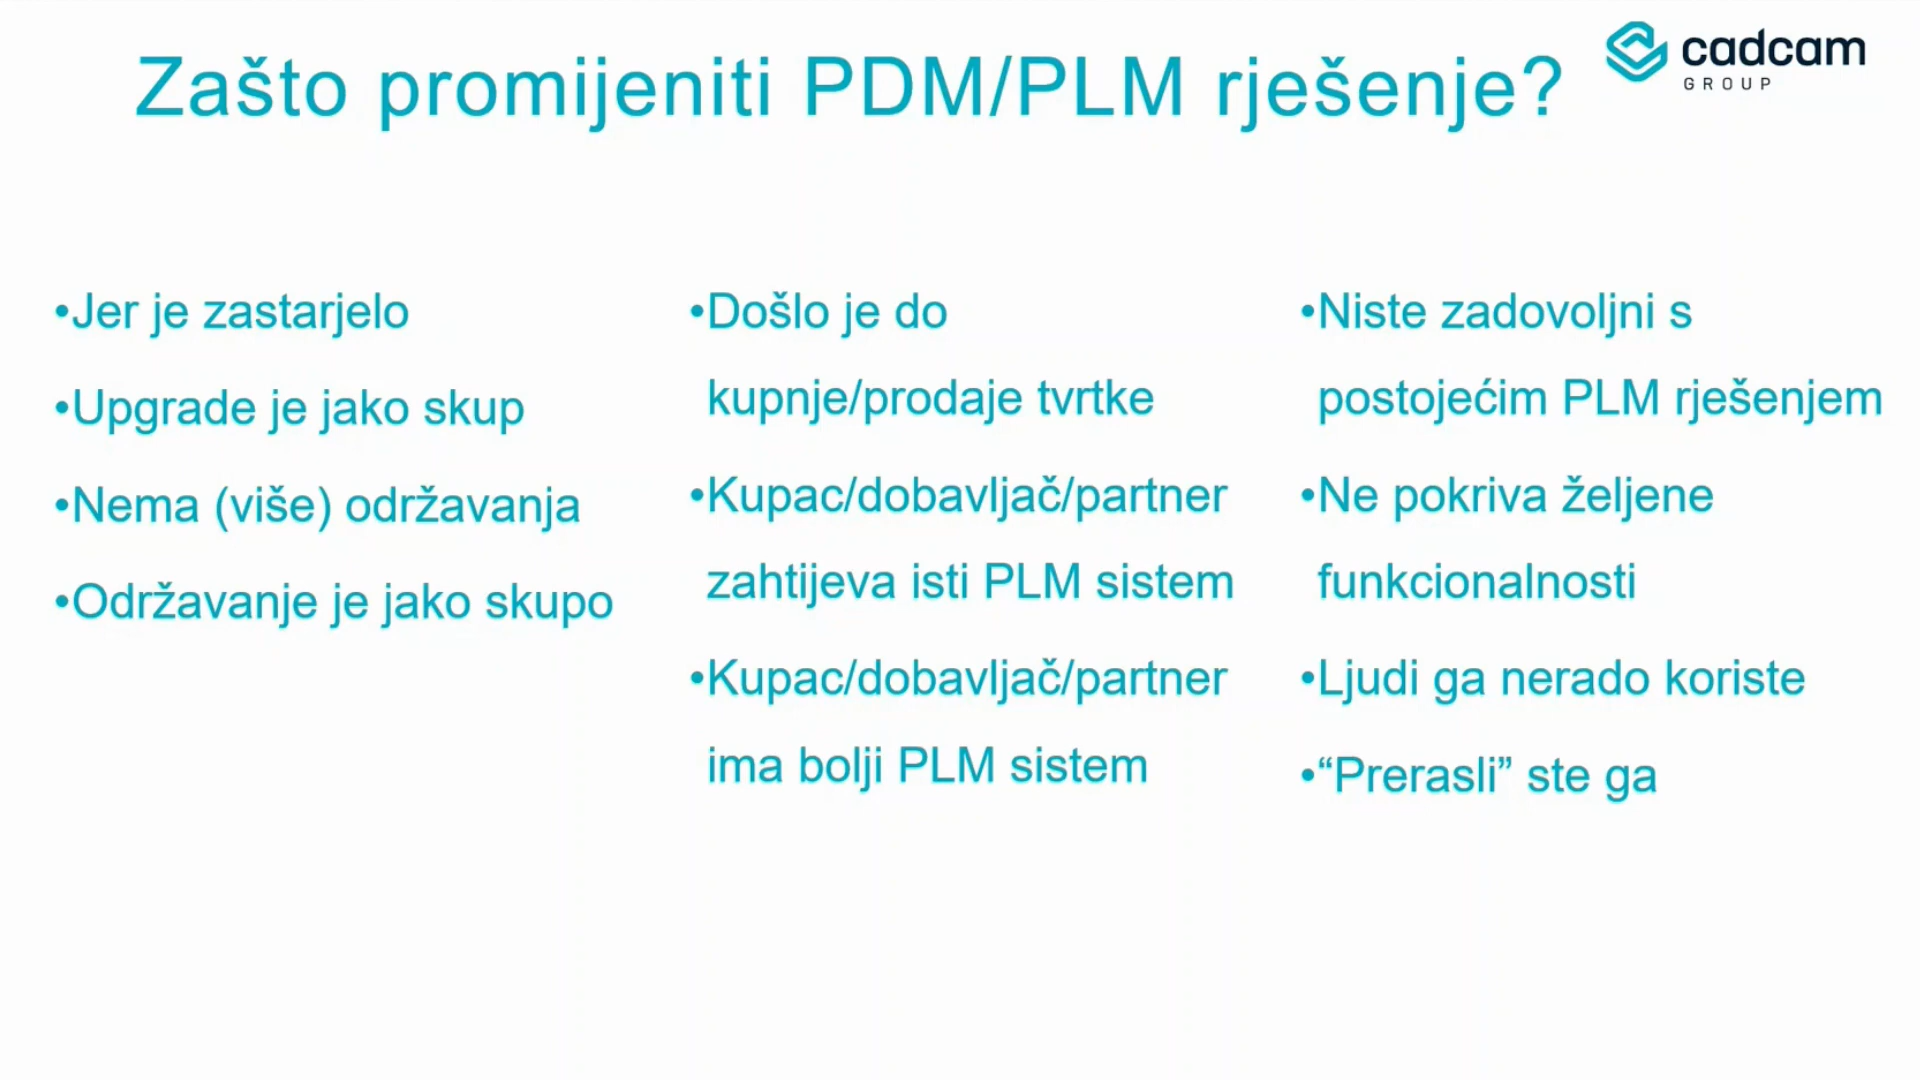 Zašto promijeniti PDM/PLM rješenje?
cadcam
GROUP
•Jer je zastarjelo
•Upgrade je jako skup
•Nema (više) održavanja
•Održavanje je jako skupo
•Došlo je do
kupnje/prodaje tvrtke
•Kupac/dobavljač/partner
zahtijeva isti PLM sistem
•Kupac/dobavljač/partner
ima bolji PLM sistem
•Niste zadovoljni s
postojećim PLM rješenjem
•Ne pokriva željene
funkcionalnosti
•Ljudi ga nerado koriste
•“Prerasli” ste ga